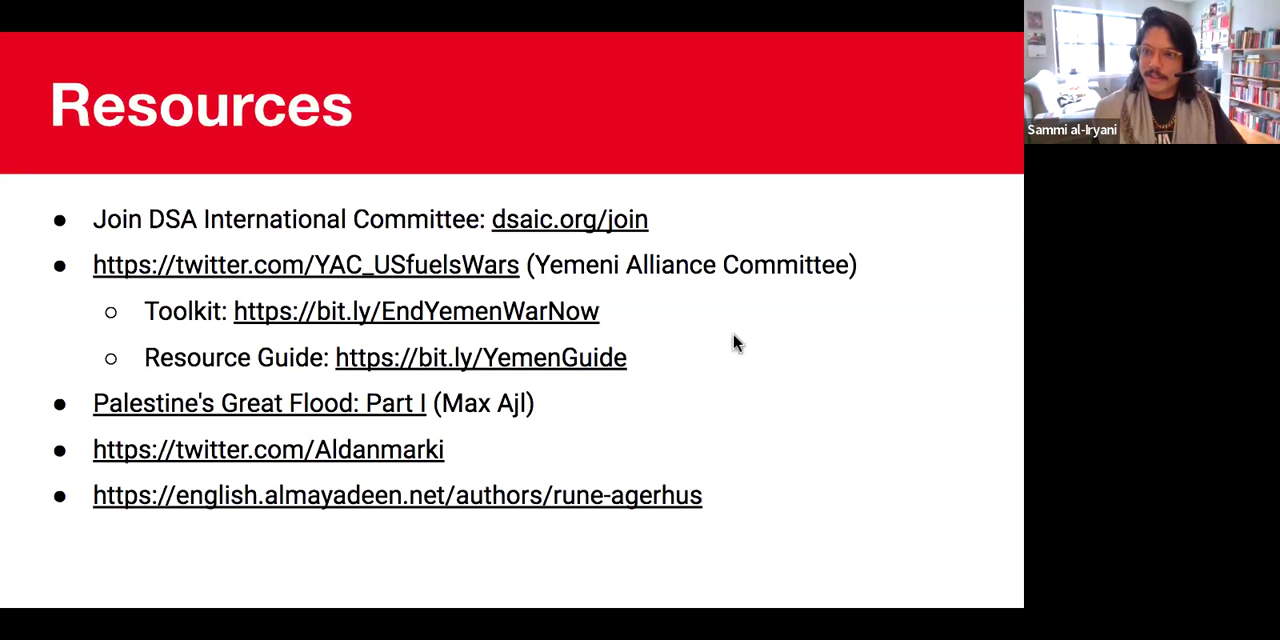 Resources
● Join DSA International Committee: dsaic.org/join
● https://twitter.com/YAC_USfuelsWars (Yemeni Alliance Committee)
○ Toolkit: https://bit.ly/EndYemenWarNow
○ Resource Guide: https://bit.ly/YemenGuide
● Palestine's Great Flood: Part I (Max Ajl)
● https://twitter.com/Aldanmarki
● https://english.almayadeen.net/authors/rune-agerhus
Sammi al-Iryani